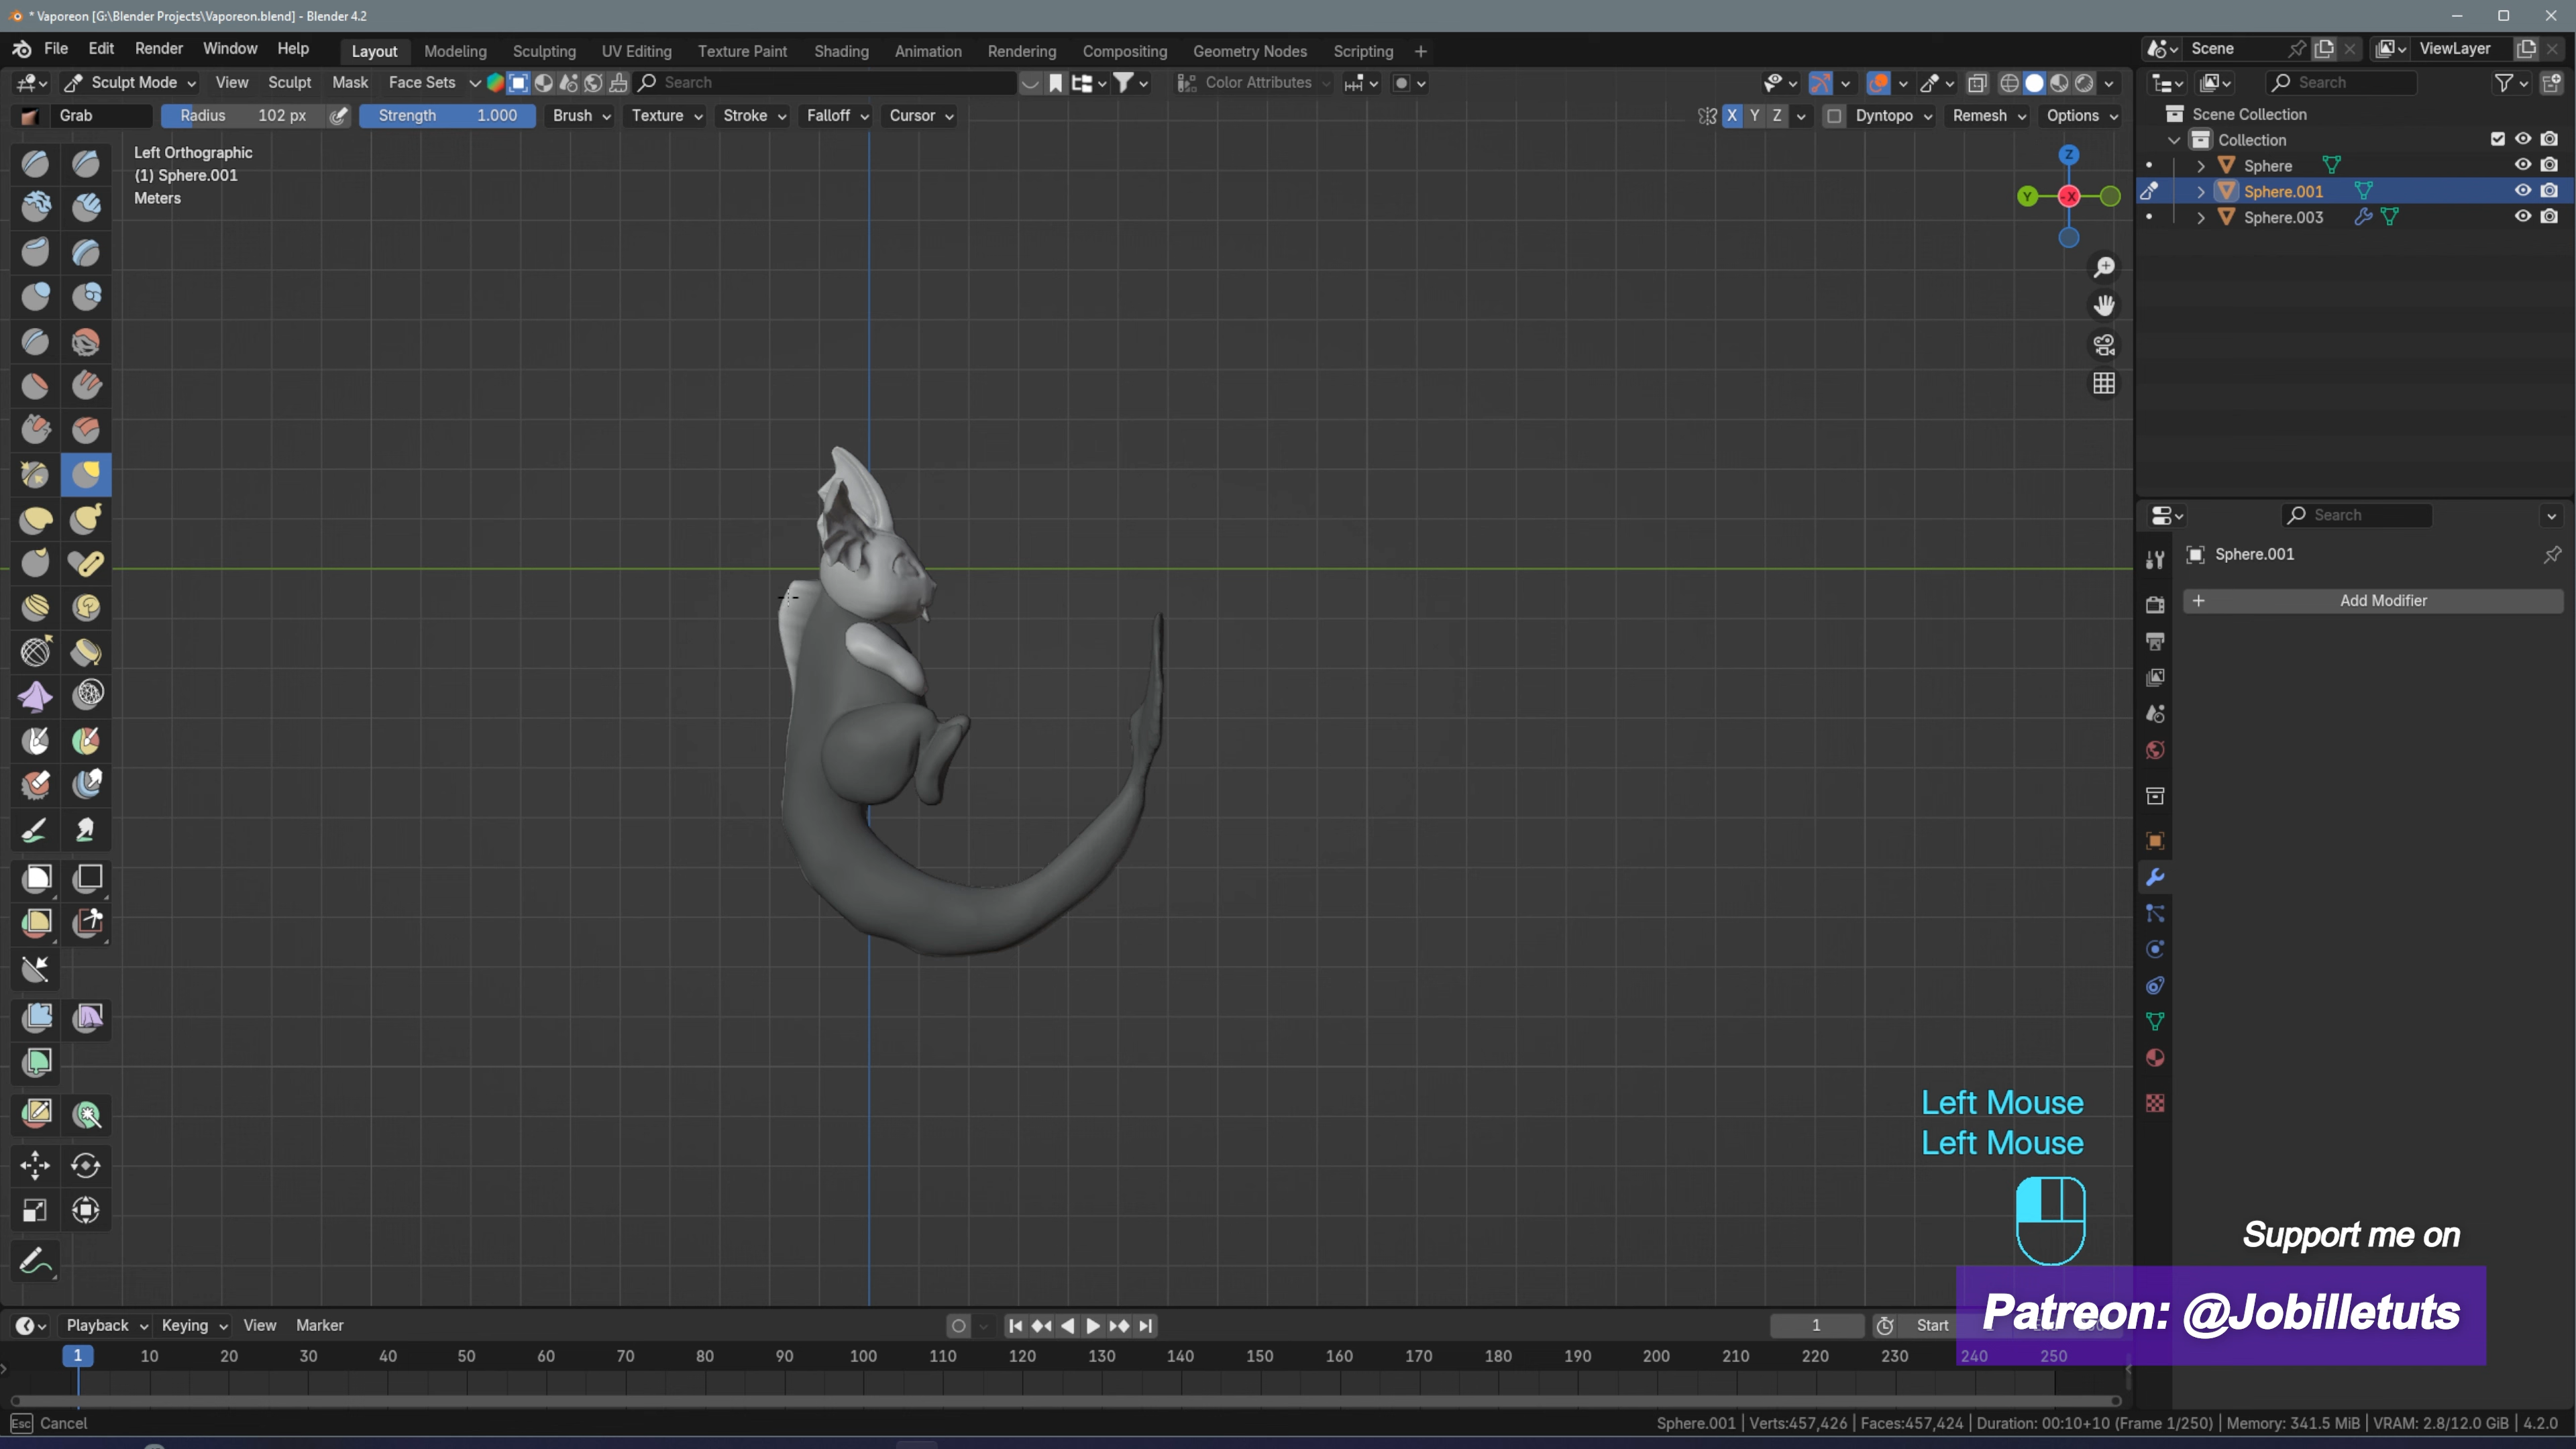 * Vaporeon [G:\Blender Projects\Vaporeon.blend] - Blender 4.2
File Edit Render Window Help
Layout Modeling Sculpting UV Editing Texture Paint Shading Animation Rendering Compositing Geometry Nodes Scripting +
Scene
ViewLayer
Sculpt Mode View Sculpt Mask Face Sets
Search
Color Attributes
Search
Grab
Radius 102 px
Strength 1.000
Brush Texture Stroke Falloff Cursor
X Y Z
Dyntopo Remesh Options
Left Orthographic
(1) Sphere.001
Meters
Z
Y
-X
Scene Collection
Collection
Sphere
Sphere.001
Sphere.003
Search
Sphere.001
+ Add Modifier
Left Mouse
Left Mouse
Support me on
Patreon: @Jobilletuts
Playback Keying View Marker
1
Start
1 10 20 30 40 50 60 70 80 90 100 110 120 130 140 150 160 170 180 190 200 210 220 230 240 250
Esc Cancel
Sphere.001 | Verts:457,426 | Faces:457,424 | Duration: 00:10+10 (Frame 1/250) | Memory: 341.5 MiB | VRAM: 2.8/12.0 GiB | 4.2.0